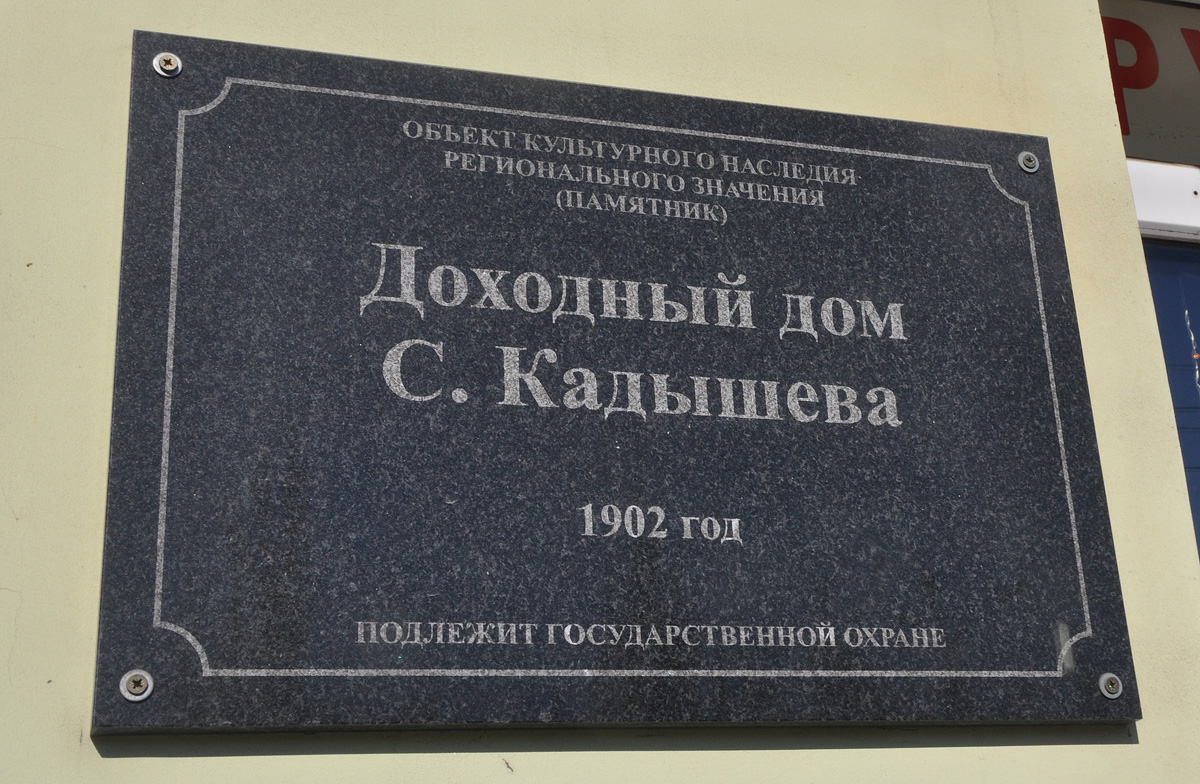 ОБЪЕКТ КУЛЬТУРНОГО НАСЛЕДИЯ
РЕГИОНАЛЬНОГО ЗНАЧЕНИЯ
(ПАМЯТНИК)
Доходный дом
С. Кадышева
1902 год
ПОДЛЕЖИТ ГОСУДАРСТВЕННОЙ ОХРАНЕ